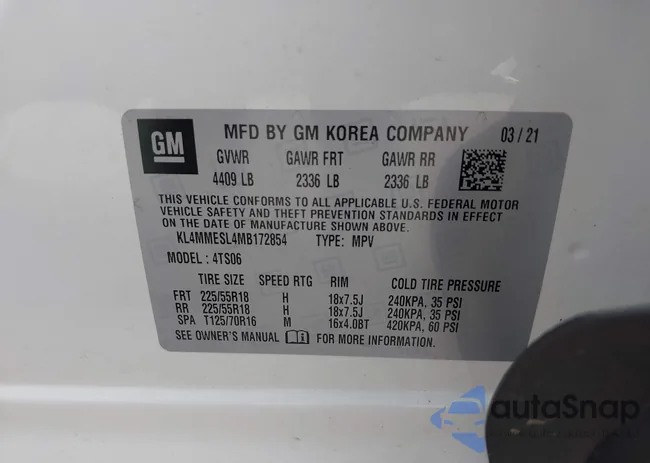 GM MFD BY GM KOREA COMPANY 03/21
GVWR GAWR FRT GAWR RR
4409 LB 2336 LB 2336 LB
THIS VEHICLE CONFORMS TO ALL APPLICABLE U.S. FEDERAL MOTOR
VEHICLE SAFETY AND THEFT PREVENTION STANDARDS IN EFFECT
ON THE DATE OF MANUFACTURE SHOWN ABOVE.
KL4MMESL4MB172854 TYPE: MPV
MODEL: 4TS06
TIRE SIZE SPEED RTG RIM COLD TIRE PRESSURE
FRT 225/55R18 H 18x7.5J 240KPA, 35 PSI
RR 225/55R18 H 18x7.5J 240KPA, 35 PSI
SPA T125/70R16 M 16x4.0BT 420KPA, 60 PSI
SEE OWNER'S MANUAL FOR MORE INFORMATION.
autoSnap